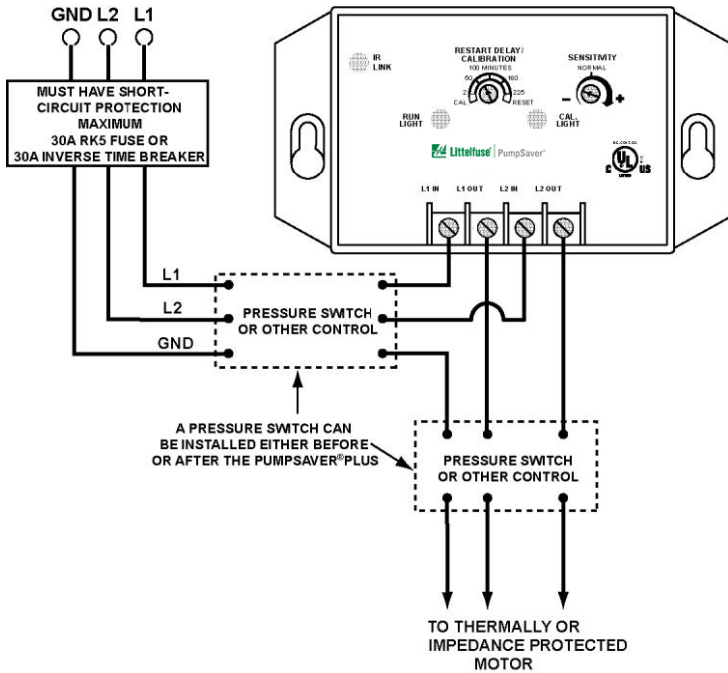 GND L2 L1
MUST HAVE SHORT-
CIRCUIT PROTECTION
MAXIMUM
30A RK5 FUSE OR
30A INVERSE TIME BREAKER
IR
LINK
RESTART DELAY/
CALIBRATION
100 MINUTES
50
160
2
225
CAL
RESET
SENSITIVITY
NORMAL
-
+
RUN
LIGHT
CAL.
LIGHT
Littelfuse | PumpSaver®
C UL US
LISTED
L1 IN
L1 OUT
L2 IN
L2 OUT
L1
L2
GND
PRESSURE SWITCH
OR OTHER CONTROL
A PRESSURE SWITCH CAN
BE INSTALLED EITHER BEFORE
OR AFTER THE PUMPSAVER®PLUS
PRESSURE SWITCH
OR OTHER CONTROL
TO THERMALLY OR
IMPEDANCE PROTECTED
MOTOR